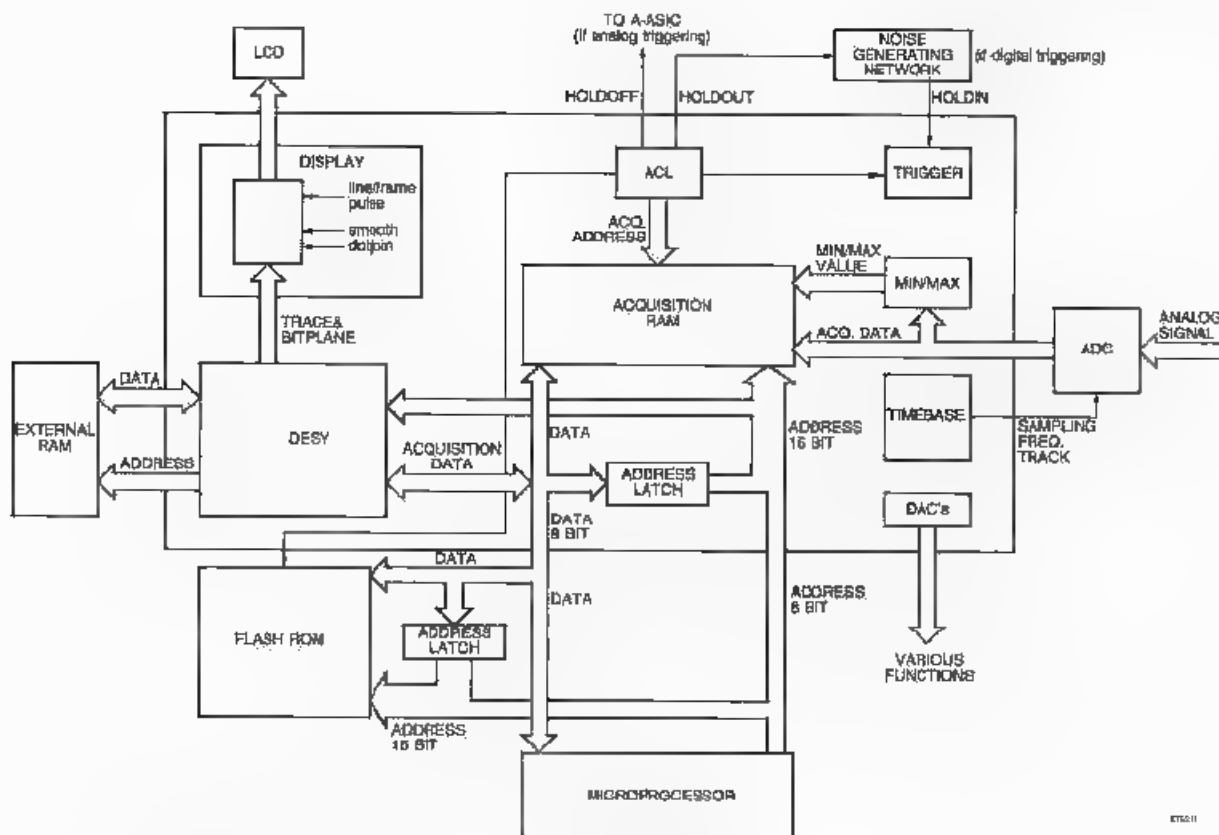 TO A-ASIC
(if analog triggering)
NOISE
GENERATING
NETWORK
(if digital triggering)
LCD
HOLDOFF
HOLDOUT
HOLDIN
DISPLAY
line/frame
pulse
smooth
dotjoin
ACL
TRIGGER
ACQ.
ADDRESS
MIN/MAX
VALUE
MIN/MAX
ACQUISITION
RAM
ACQ. DATA
ANALOG
SIGNAL
ADC
TRACE&
BITPLANE
DATA
EXTERNAL
RAM
DESY
ADDRESS
ACQUISITION
DATA
DATA
ADDRESS
LATCH
ADDRESS
16 BIT
TIMEBASE
SAMPLING
FREQ.
TRACK
DAC's
DATA
8 BIT
DATA
DATA
ADDRESS
8 BIT
FLASH ROM
ADDRESS
LATCH
VARIOUS
FUNCTIONS
ADDRESS
16 BIT
MICROPROCESSOR